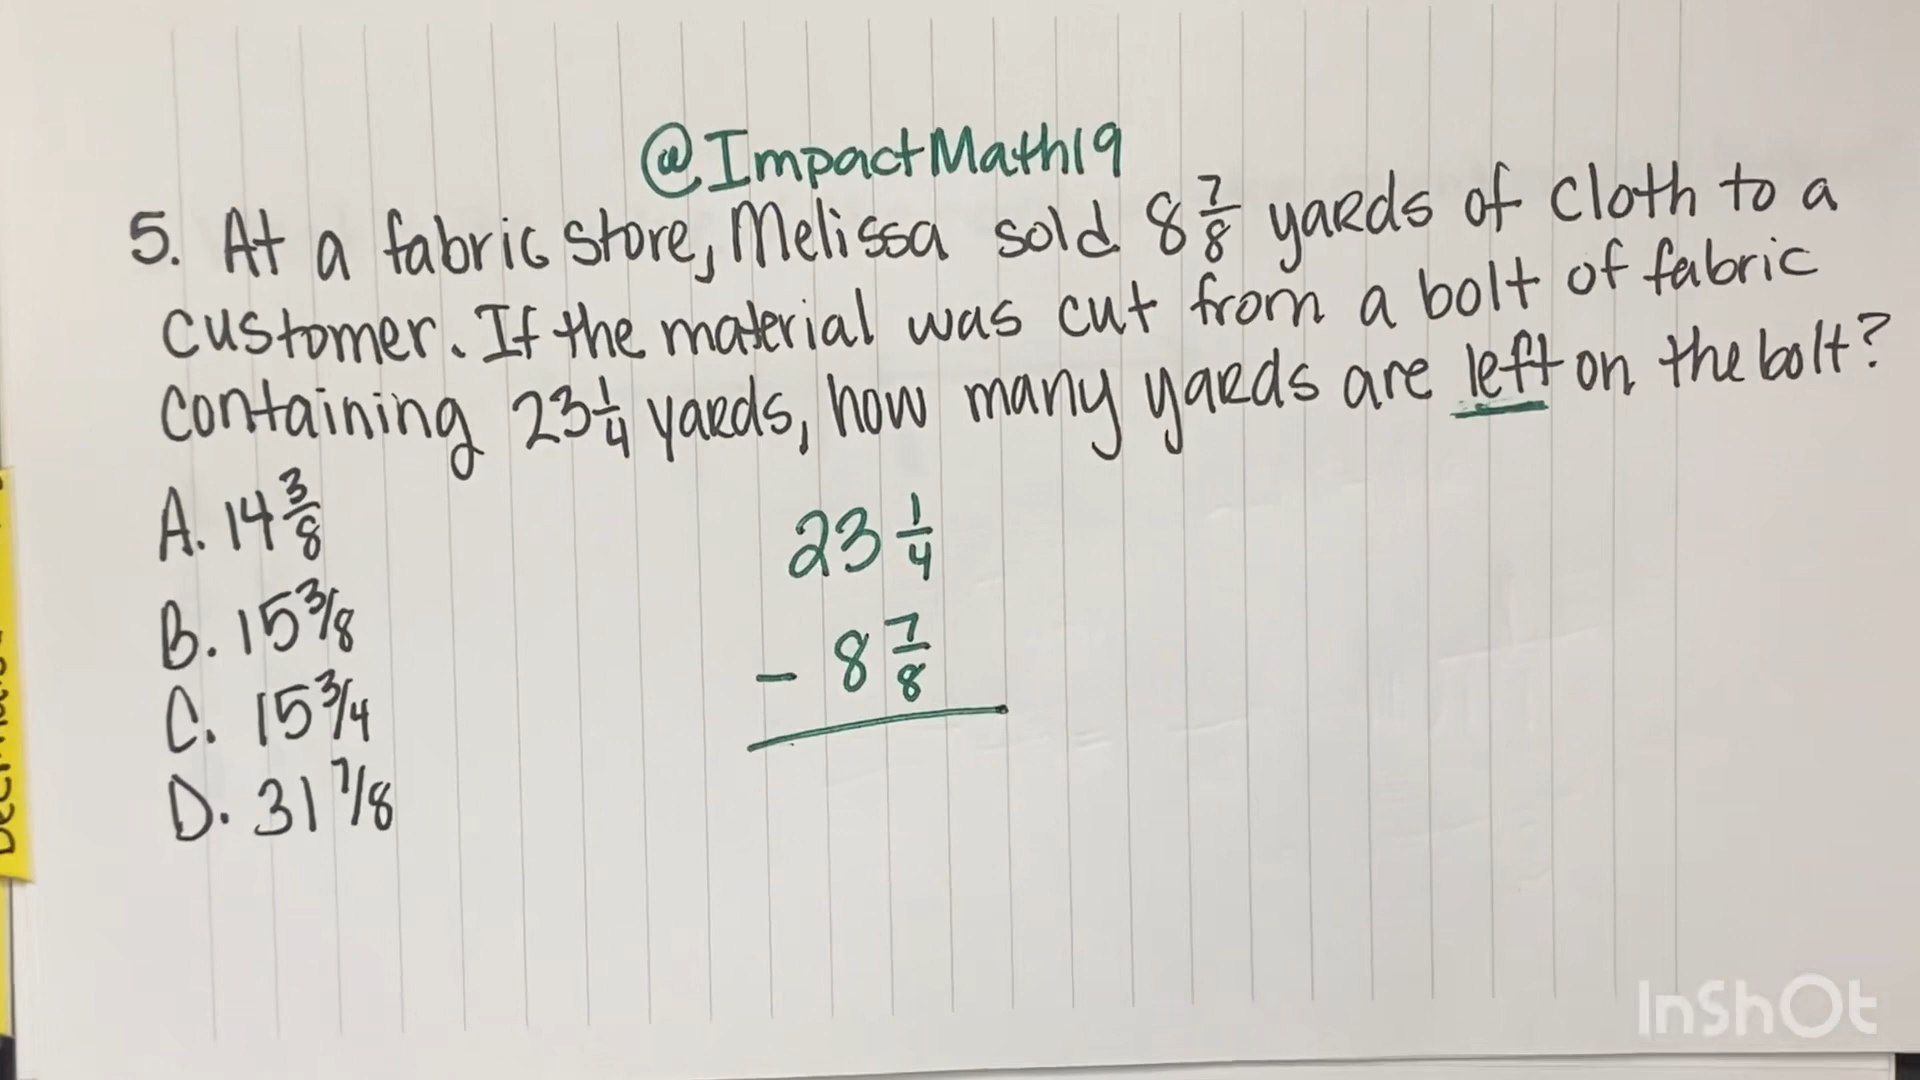 @ImpactMath19
5. At a fabric store, Melissa sold 8 7/8 yards of cloth to a
customer. If the material was cut from a bolt of fabric
containing 23 1/4 yards, how many yards are left on the bolt?
A. 14 3/8
B. 15 3/8
C. 15 3/4
D. 31 7/8
23 1/4
- 8 7/8
InShOt